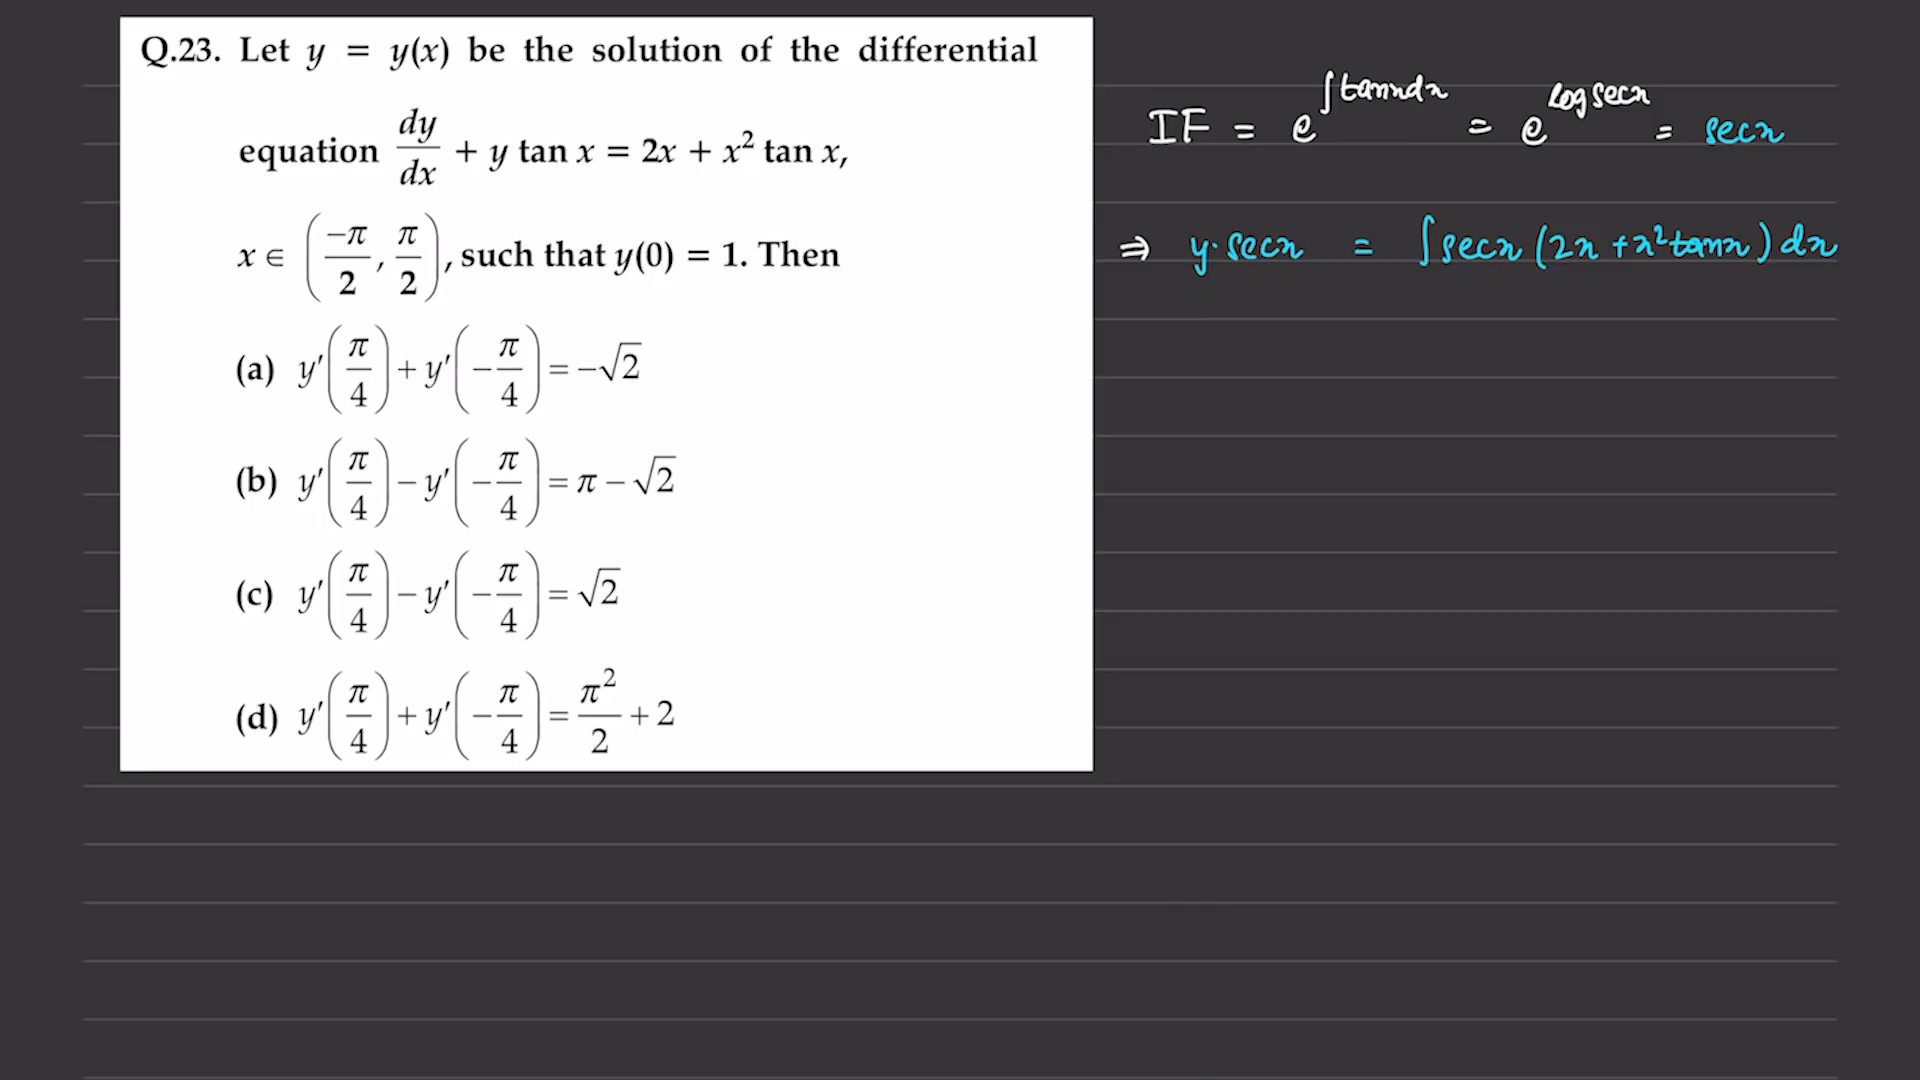 Q.23. Let y = y(x) be the solution of the differential
equation dy/dx + y tan x = 2x + x² tan x,
x ∈ (−π/2, π/2), such that y(0) = 1. Then
(a) y′(π/4) + y′(−π/4) = −√2
(b) y′(π/4) − y′(−π/4) = π − √2
(c) y′(π/4) − y′(−π/4) = √2
(d) y′(π/4) + y′(−π/4) = π²/2 + 2
IF = e^∫tanxdx = e^log secx = secx
⇒ y·secx = ∫secx (2x + x²tanx) dx